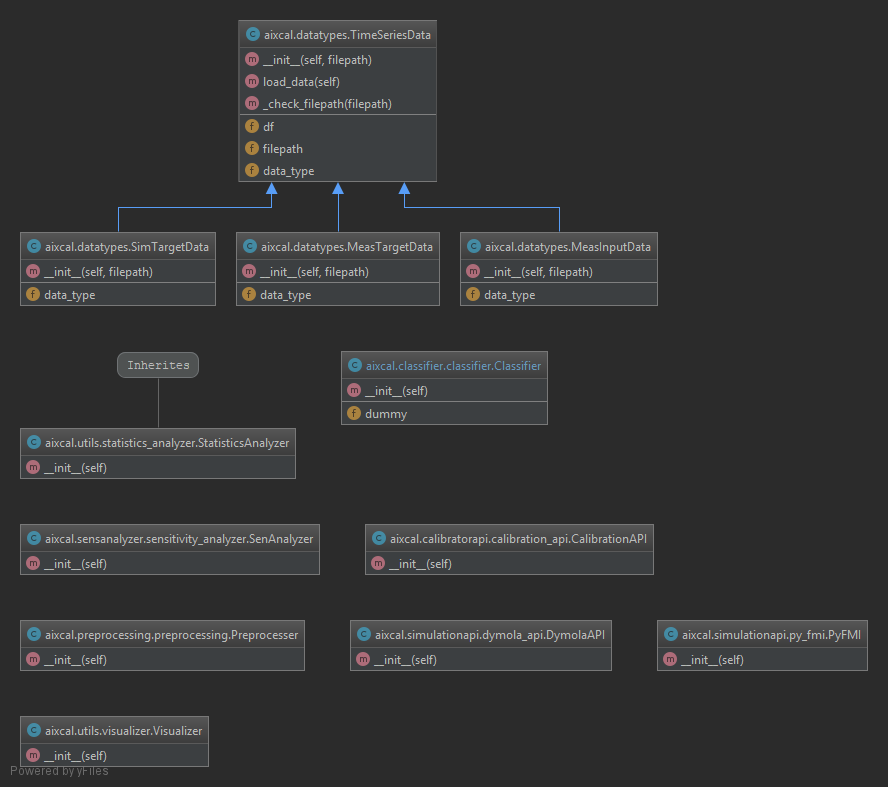 C aixcal.datatypes.TimeSeriesData
m __init__(self, filepath)
m load_data(self)
m _check_filepath(filepath)
f df
f filepath
f data_type
C aixcal.datatypes.SimTargetData
m __init__(self, filepath)
f data_type
C aixcal.datatypes.MeasTargetData
m __init__(self, filepath)
f data_type
C aixcal.datatypes.MeasInputData
m __init__(self, filepath)
f data_type
Inherites
C aixcal.classifier.classifier.Classifier
m __init__(self)
f dummy
C aixcal.utils.statistics_analyzer.StatisticsAnalyzer
m __init__(self)
C aixcal.sensanalyzer.sensitivity_analyzer.SenAnalyzer
m __init__(self)
C aixcal.calibratorapi.calibration_api.CalibrationAPI
m __init__(self)
C aixcal.preprocessing.preprocessing.Preprocesser
m __init__(self)
C aixcal.simulationapi.dymola_api.DymolaAPI
m __init__(self)
C aixcal.simulationapi.py_fmi.PyFMI
m __init__(self)
C aixcal.utils.visualizer.Visualizer
m __init__(self)
Powered by yFiles